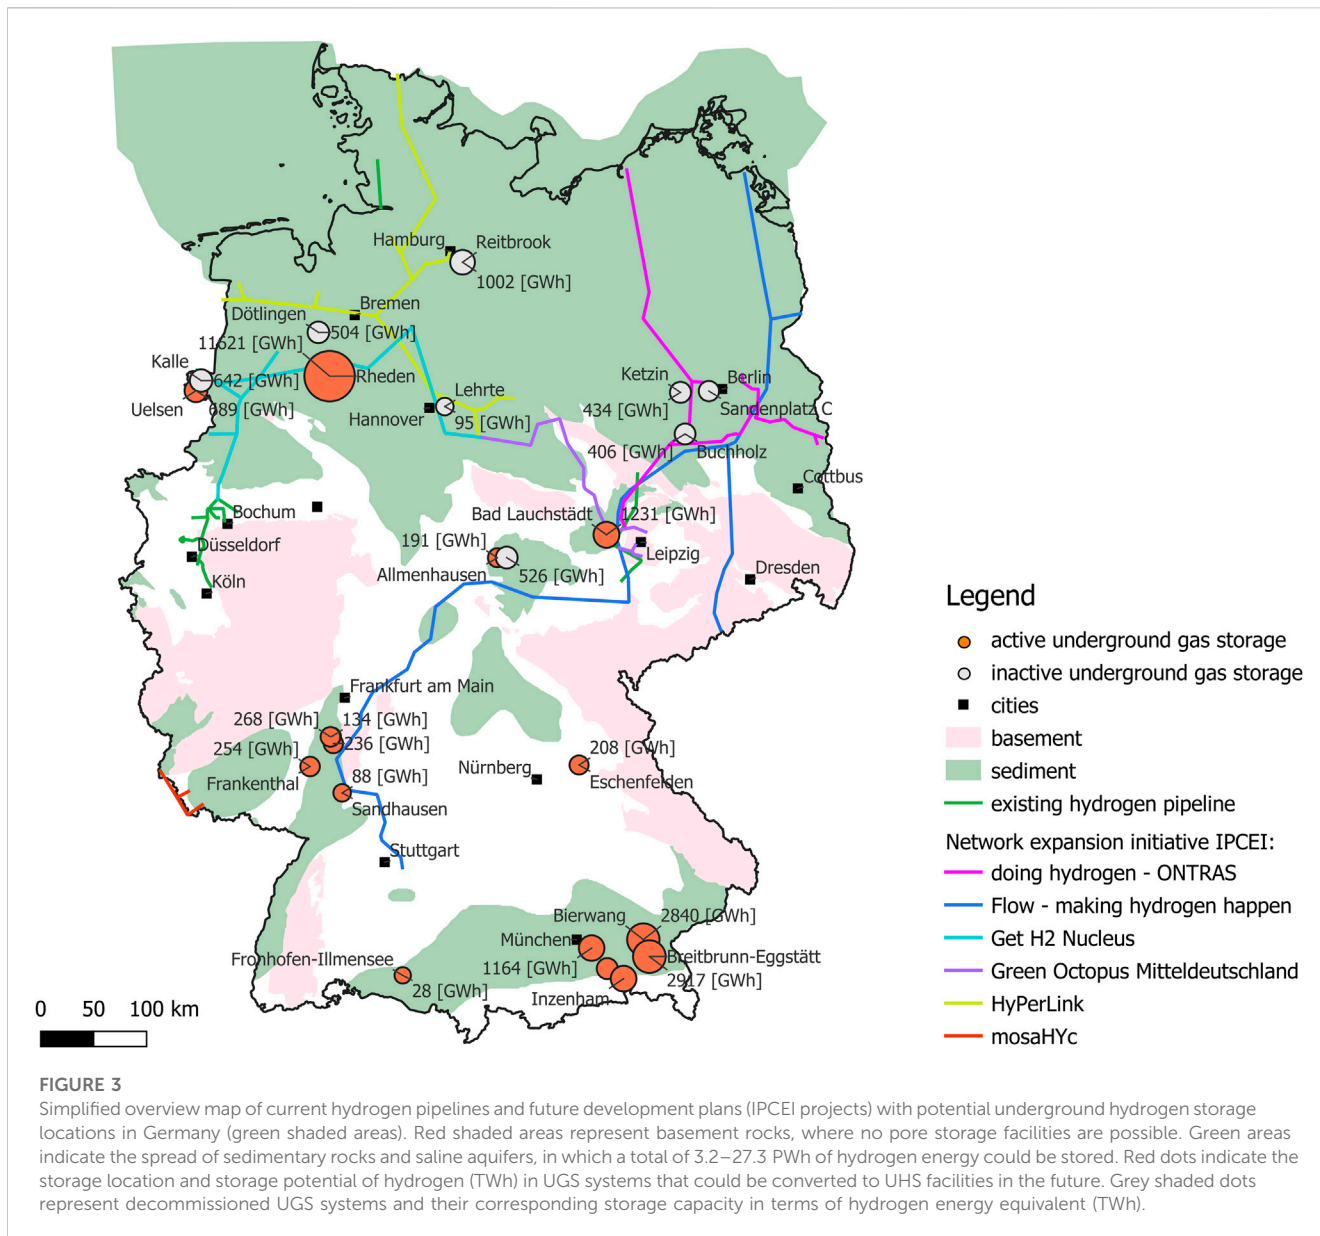 Hamburg
Reitbrook
1002 [GWh]
Bremen
Dötlingen
504 [GWh]
11621 [GWh]
Kalle
642 [GWh]
Rheden
Uelsen
689 [GWh]
Lehrte
Hannover
95 [GWh]
Ketzin
Berlin
434 [GWh]
Sandenplatz C
406 [GWh]
Buchholz
Cottbus
Bochum
Bad Lauchstädt
1231 [GWh]
Düsseldorf
191 [GWh]
Leipzig
Allmenhausen
526 [GWh]
Dresden
Köln
Frankfurt am Main
268 [GWh]
134 [GWh]
254 [GWh]
236 [GWh]
208 [GWh]
Frankenthal
88 [GWh]
Nürnberg
Eschenfelden
Sandhausen
Stuttgart
Bierwang
2840 [GWh]
München
Breitbrunn-Eggstätt
Fronhofen-Illmensee
1164 [GWh]
2917 [GWh]
28 [GWh]
Inzenham
0 50 100 km
Legend
active underground gas storage
inactive underground gas storage
cities
basement
sediment
existing hydrogen pipeline
Network expansion initiative IPCEI:
doing hydrogen - ONTRAS
Flow - making hydrogen happen
Get H2 Nucleus
Green Octopus Mitteldeutschland
HyPerLink
mosaHYc
FIGURE 3
Simplified overview map of current hydrogen pipelines and future development plans (IPCEI projects) with potential underground hydrogen storage
locations in Germany (green shaded areas). Red shaded areas represent basement rocks, where no pore storage facilities are possible. Green areas
indicate the spread of sedimentary rocks and saline aquifers, in which a total of 3.2–27.3 PWh of hydrogen energy could be stored. Red dots indicate the
storage location and storage potential of hydrogen (TWh) in UGS systems that could be converted to UHS facilities in the future. Grey shaded dots
represent decommissioned UGS systems and their corresponding storage capacity in terms of hydrogen energy equivalent (TWh).